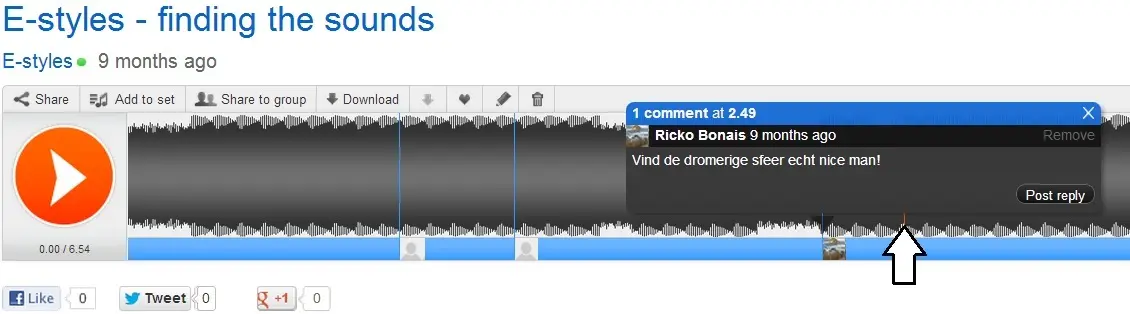 E-styles - finding the sounds
E-styles 9 months ago
Share Add to set Share to group Download
1 comment at 2.49 X
Ricko Bonais 9 months ago Remove
Vind de dromerige sfeer echt nice man!
Post reply
0.00 / 6.54
f Like 0 Tweet 0 g +1 0